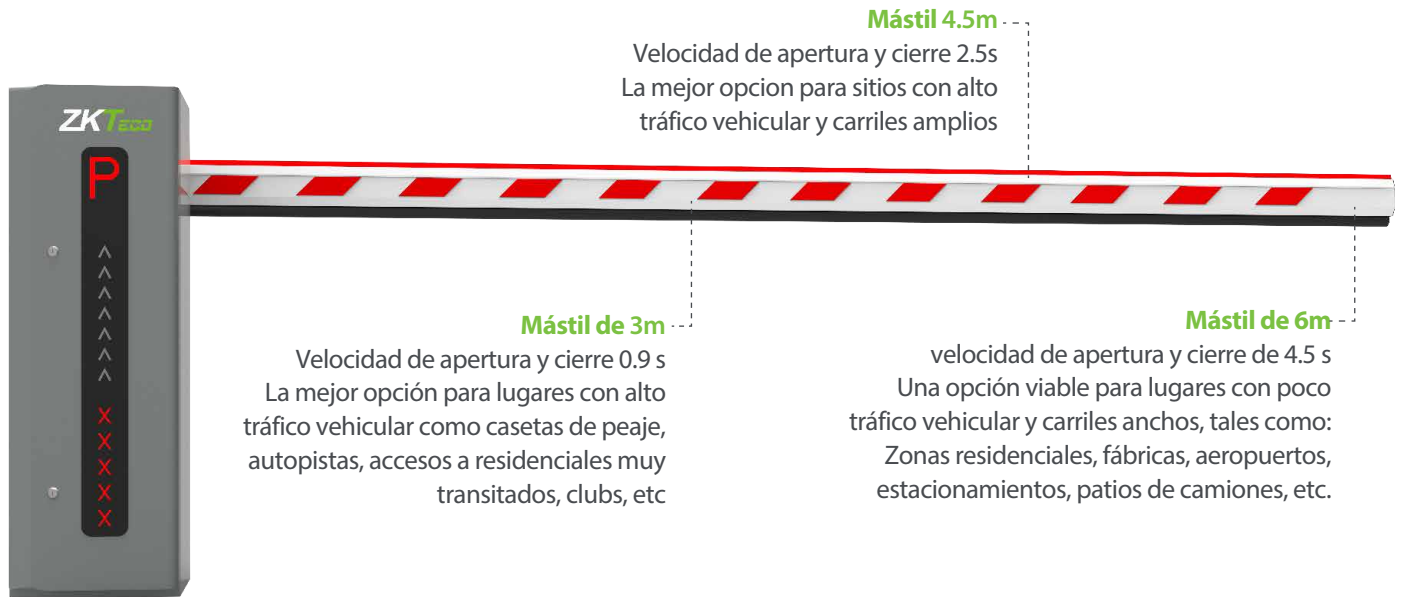 Mástil 4.5m
Velocidad de apertura y cierre 2.5s
La mejor opcion para sitios con alto
tráfico vehicular y carriles amplios
ZKTeco
P
X
X
X
X
X
Mástil de 3m
Velocidad de apertura y cierre 0.9 s
La mejor opción para lugares con alto
tráfico vehicular como casetas de peaje,
autopistas, accesos a residenciales muy
transitados, clubs, etc
Mástil de 6m
velocidad de apertura y cierre de 4.5 s
Una opción viable para lugares con poco
tráfico vehicular y carriles anchos, tales como:
Zonas residenciales, fábricas, aeropuertos,
estacionamientos, patios de camiones, etc.